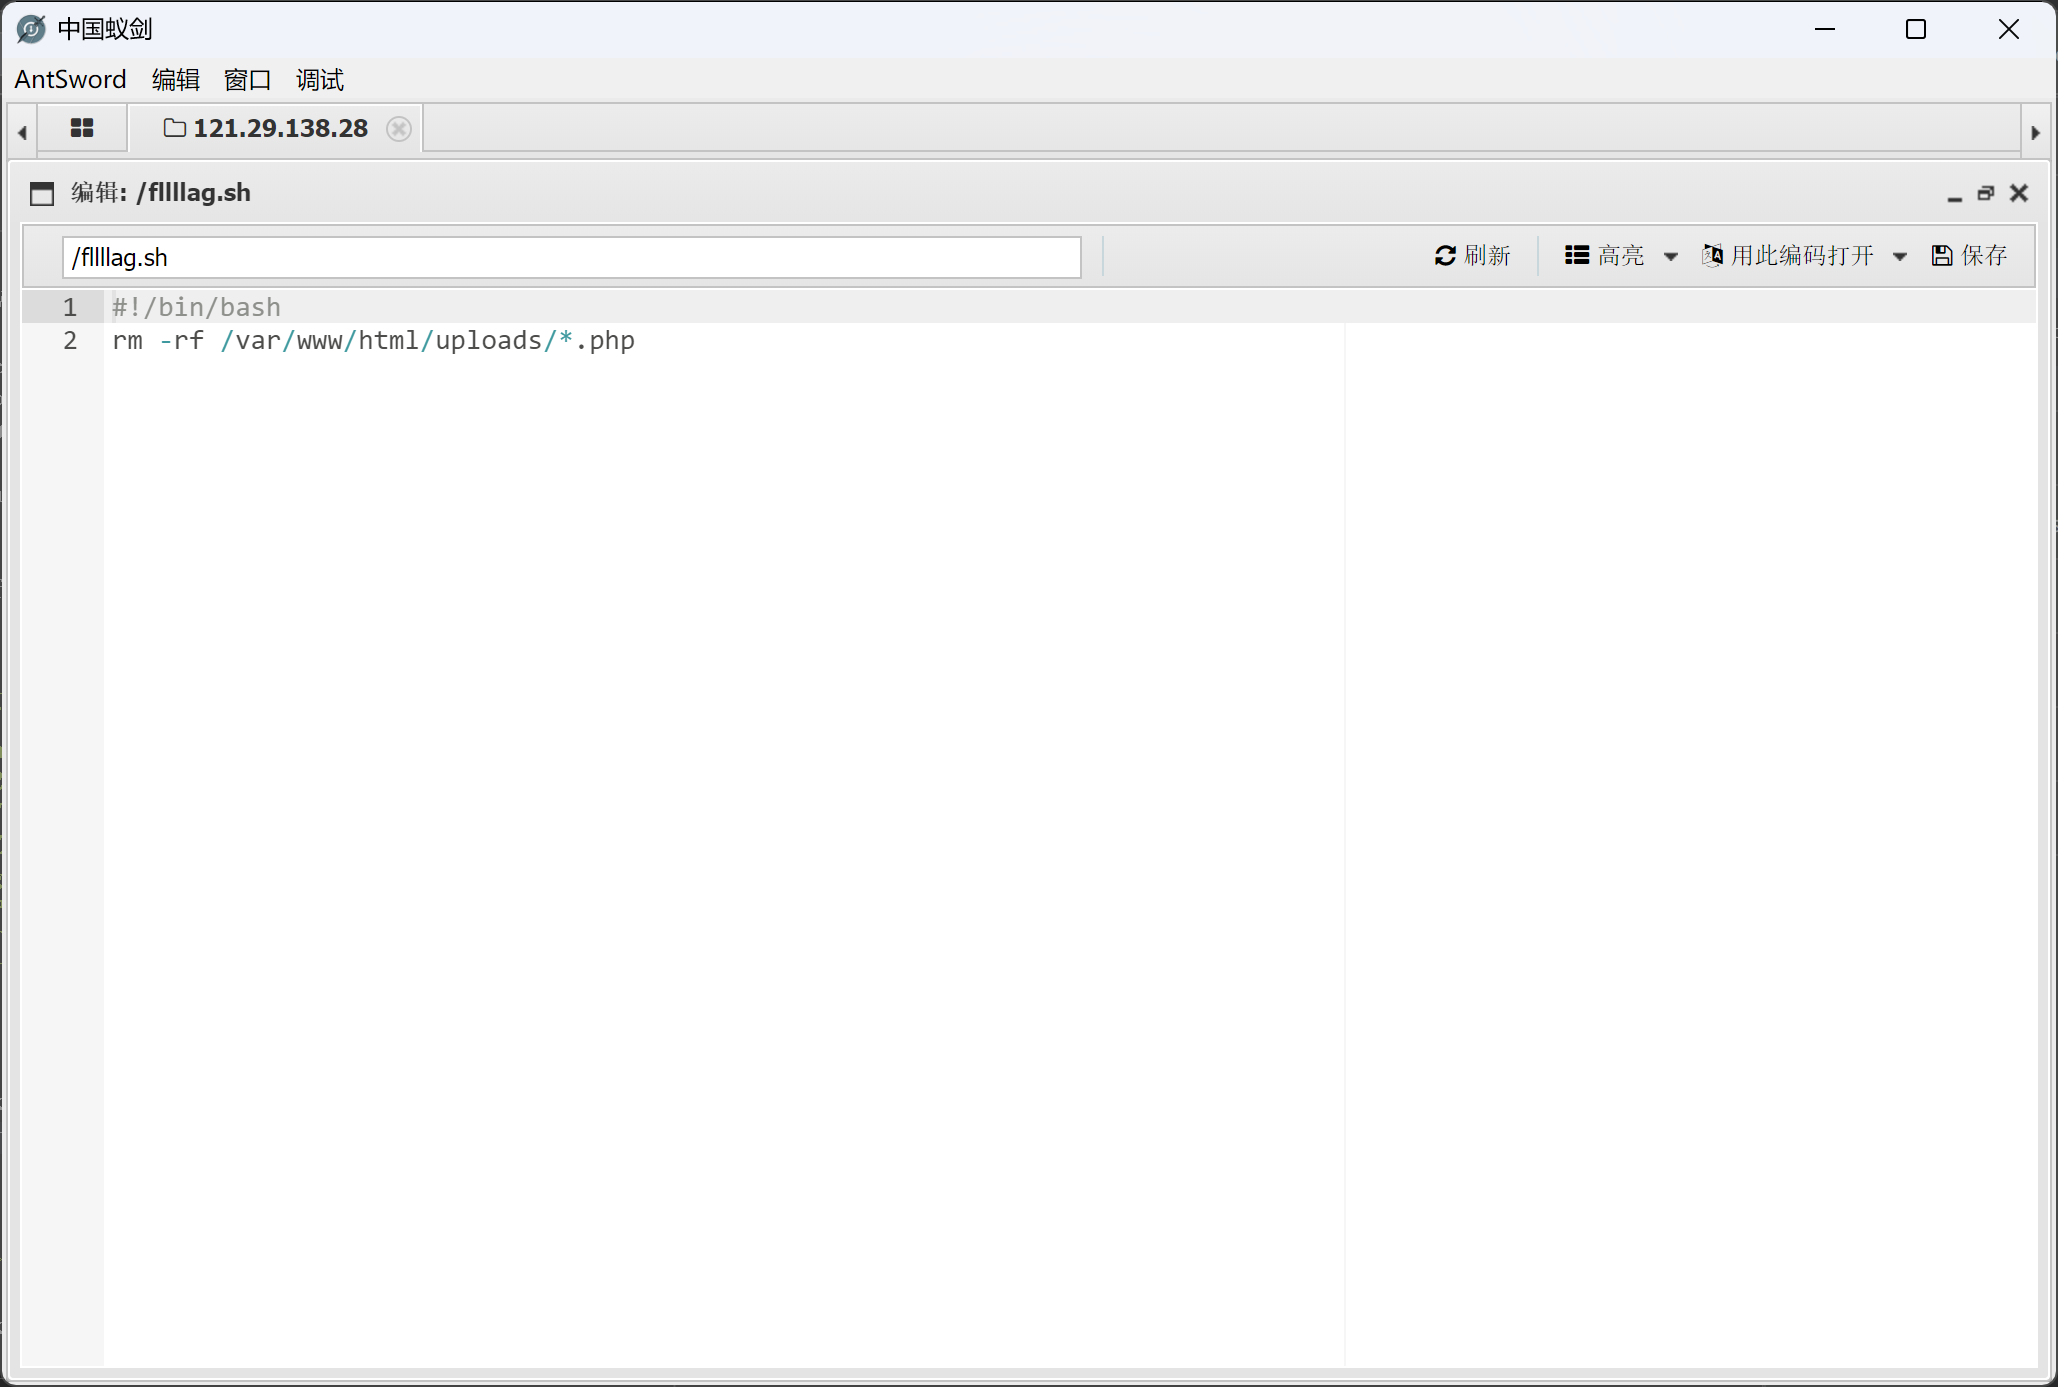 中国蚁剑
AntSword 编辑 窗口 调试
121.29.138.28
编辑: /fllllag.sh
/fllllag.sh 刷新 高亮 用此编码打开 保存
1 #!/bin/bash
2 rm -rf /var/www/html/uploads/*.php